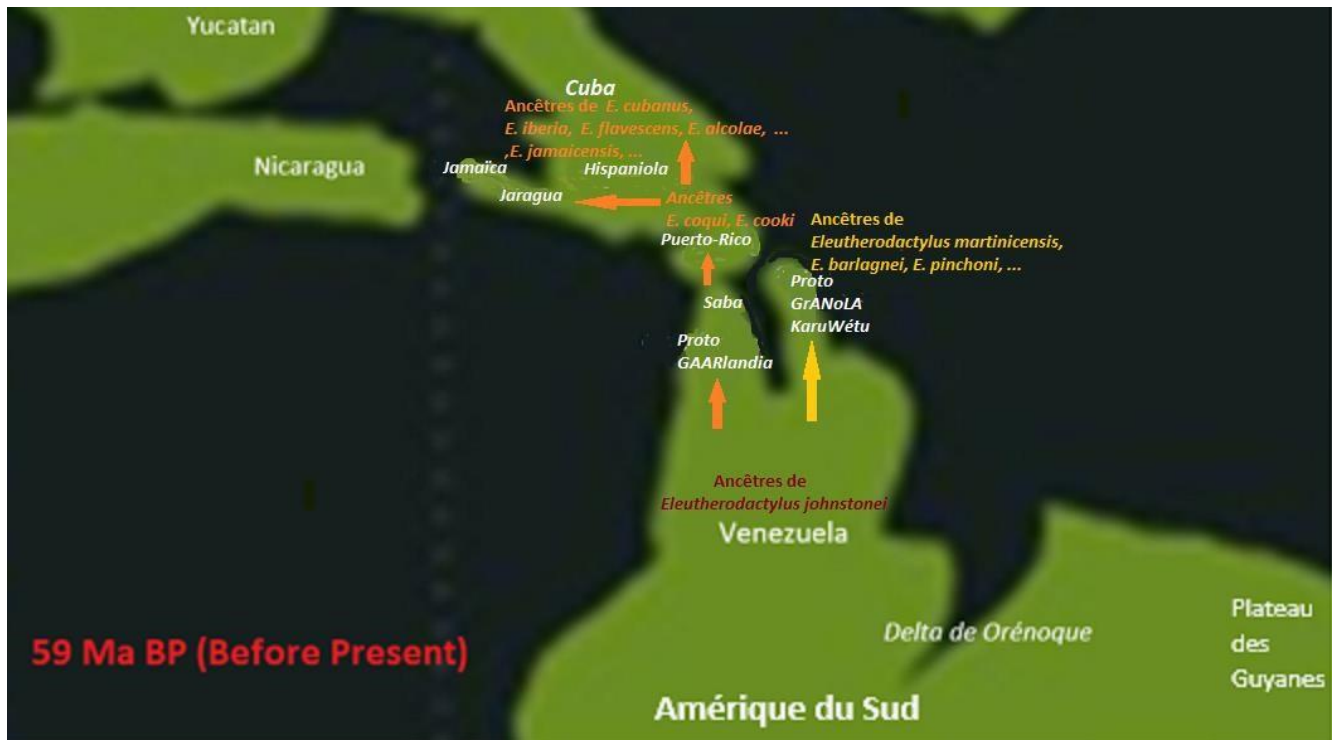 Yucatan
Cuba
Ancêtres de E. cubanus,
E. iberia, E. flavescens, E. alcolae, ...
,E. jamaicensis, ...
Nicaragua
Jamaïca
Hispaniola
Jaragua
Ancêtres
E. coqui, E. cooki
Puerto-Rico
Ancêtres de
Eleutherodactylus martinicensis,
E. barlagnei, E. pinchoni, ...
Proto
GrANoLA
KaruWétu
Saba
Proto
GAARlandia
Ancêtres de
Eleutherodactylus johnstonei
Venezuela
Delta de Orénoque
Plateau
des
Guyanes
59 Ma BP (Before Present)
Amérique du Sud